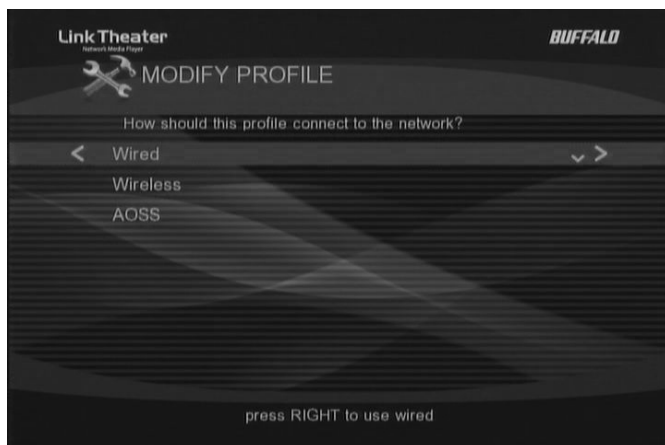 LinkTheater
Network Media Player
BUFFALO
MODIFY PROFILE
How should this profile connect to the network?
Wired
Wireless
AOSS
press RIGHT to use wired